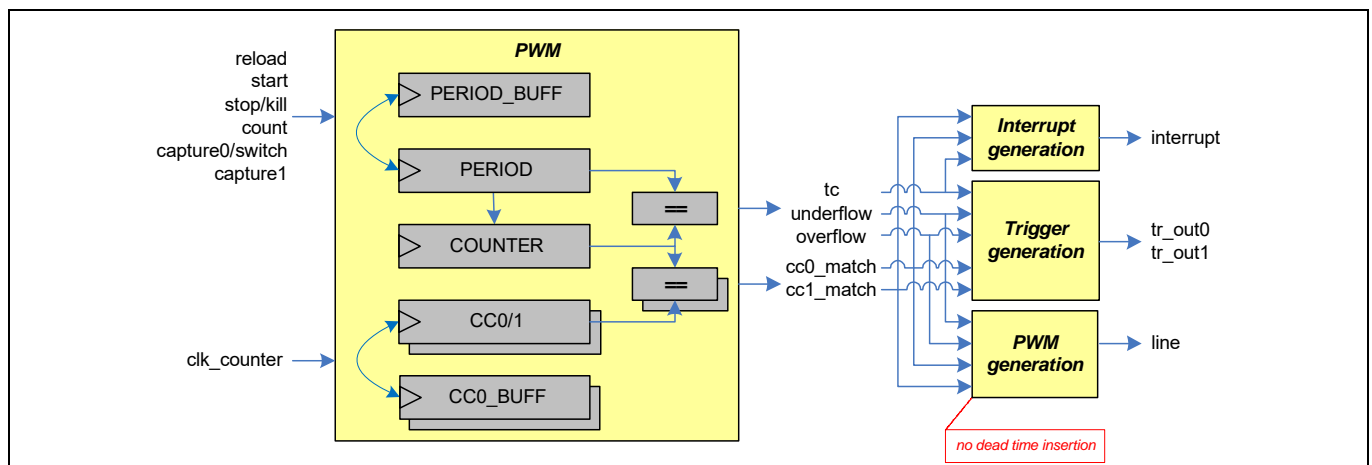 reload
start
stop/kill
count
capture0/switch
capture1
clk_counter
PWM
PERIOD_BUFF
PERIOD
==
COUNTER
==
CC0/1
CC0_BUFF
tc
underflow
overflow
cc0_match
cc1_match
Interrupt
generation
interrupt
Trigger
generation
tr_out0
tr_out1
PWM
generation
line
no dead time insertion